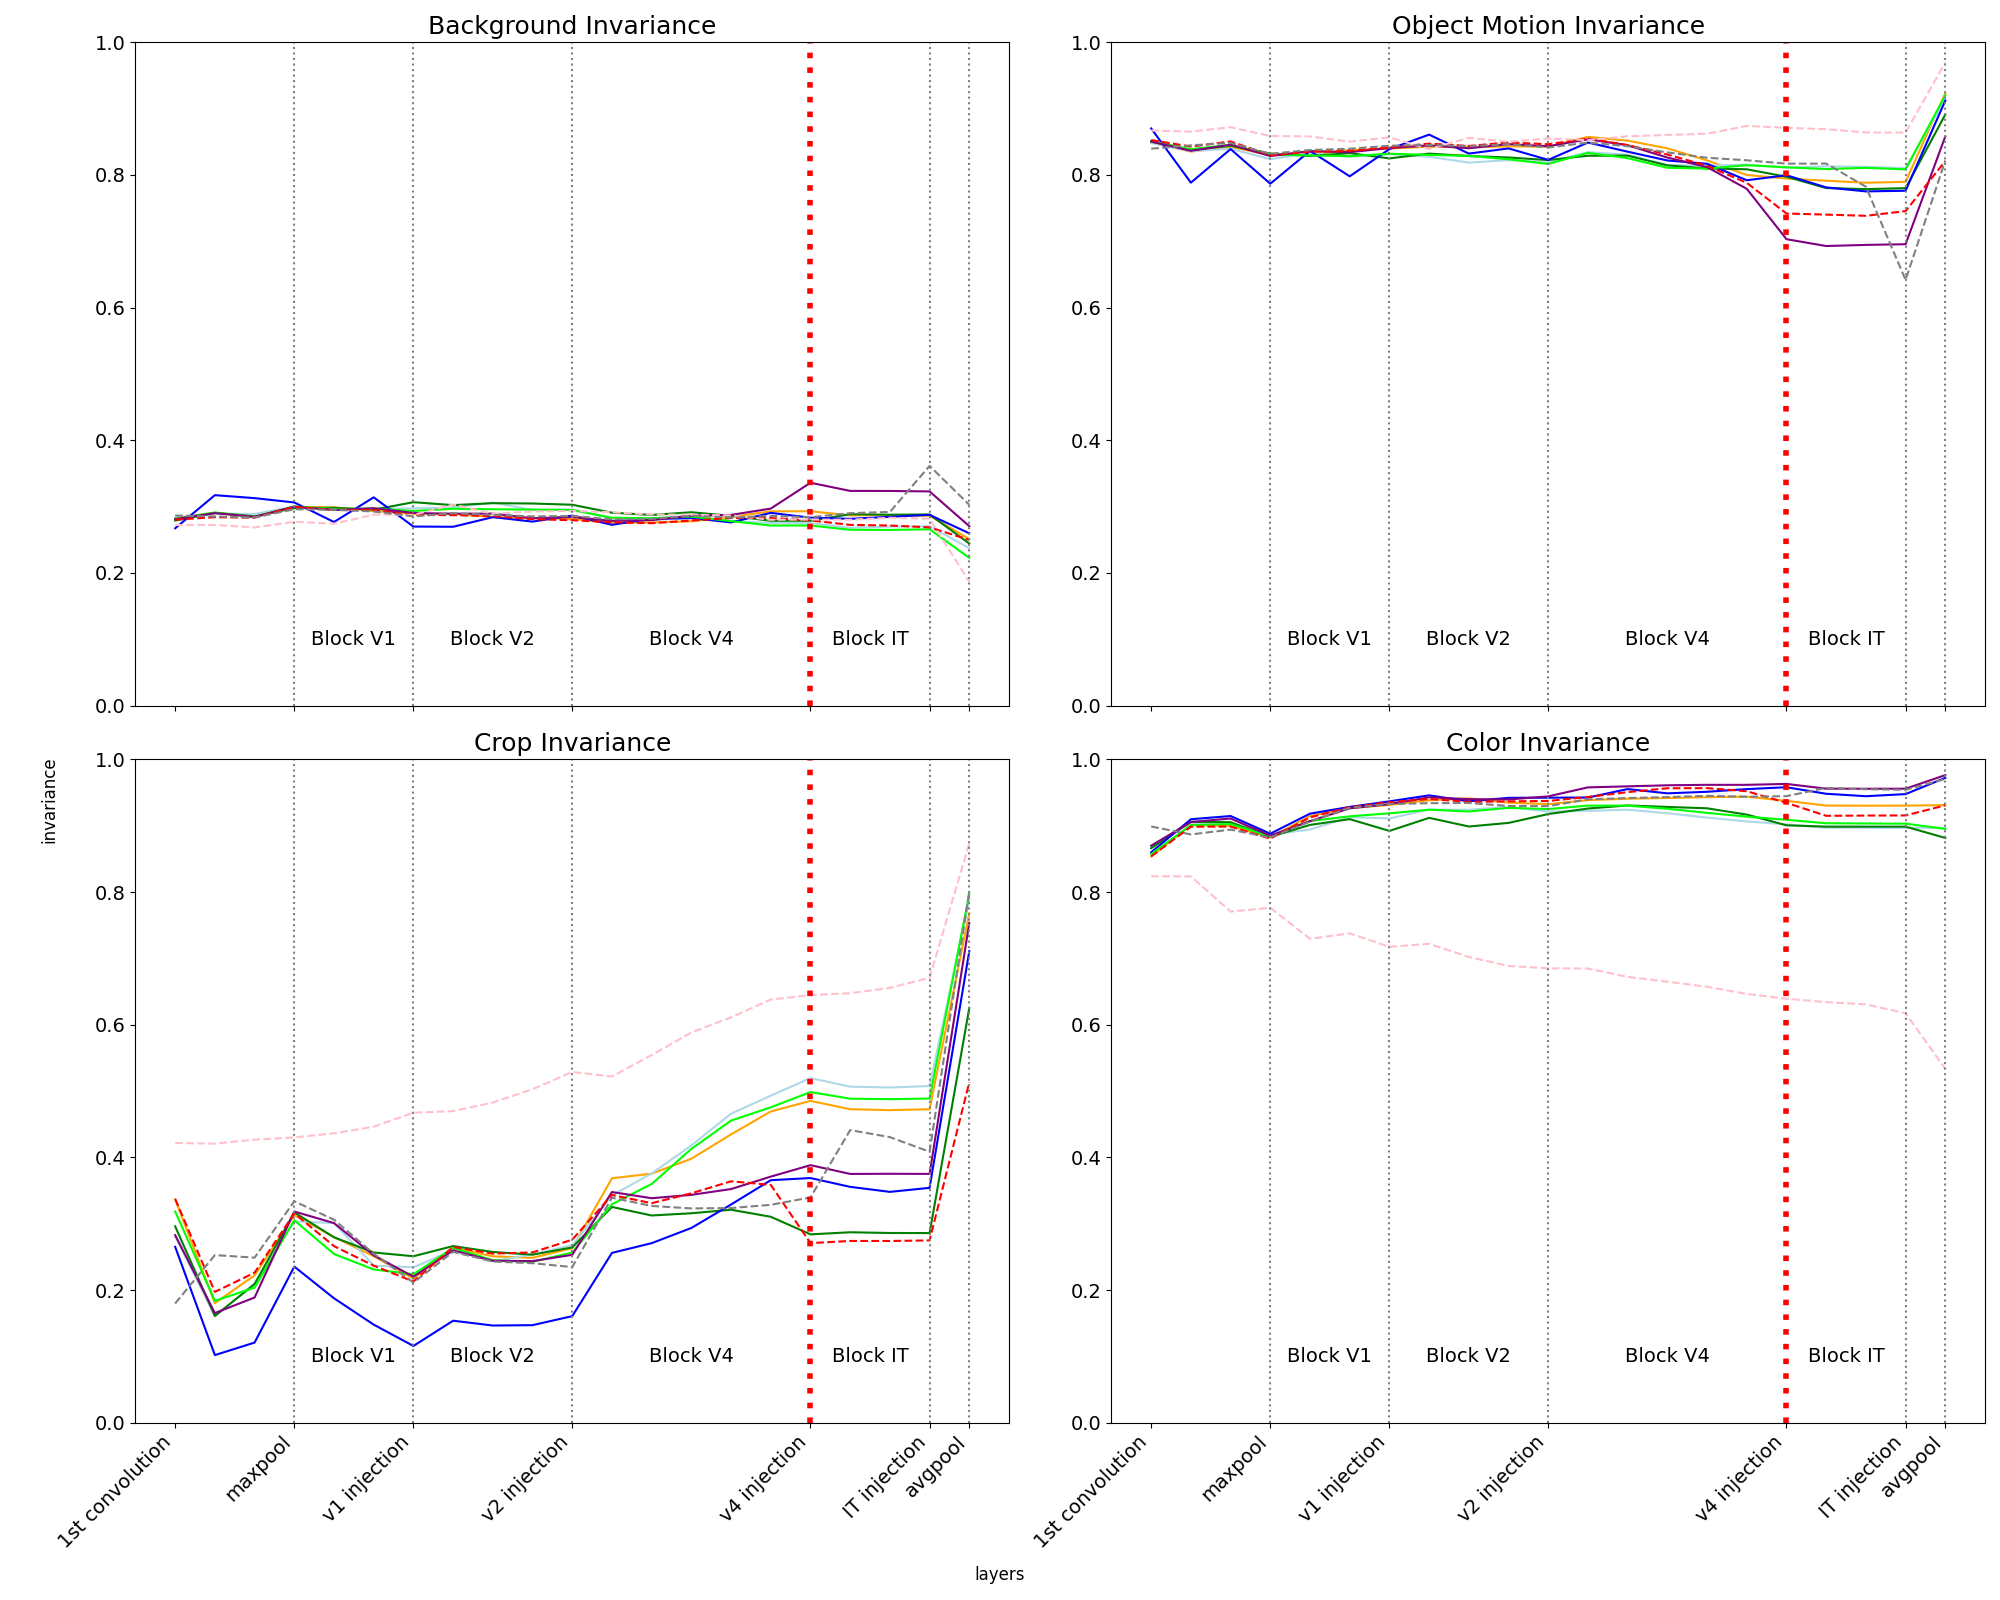 Background Invariance
Object Motion Invariance
1.0
0.8
0.6
0.4
0.2
0.0
Block V1
Block V2
Block V4
Block IT
1.0
0.8
0.6
0.4
0.2
0.0
Block V1
Block V2
Block V4
Block IT
invariance
Crop Invariance
Color Invariance
1.0
0.8
0.6
0.4
0.2
0.0
Block V1
Block V2
Block V4
Block IT
1st convolution
maxpool
v1 injection
v2 injection
v4 injection
IT injection
avgpool
1.0
0.8
0.6
0.4
0.2
0.0
Block V1
Block V2
Block V4
Block IT
1st convolution
maxpool
v1 injection
v2 injection
v4 injection
IT injection
avgpool
layers